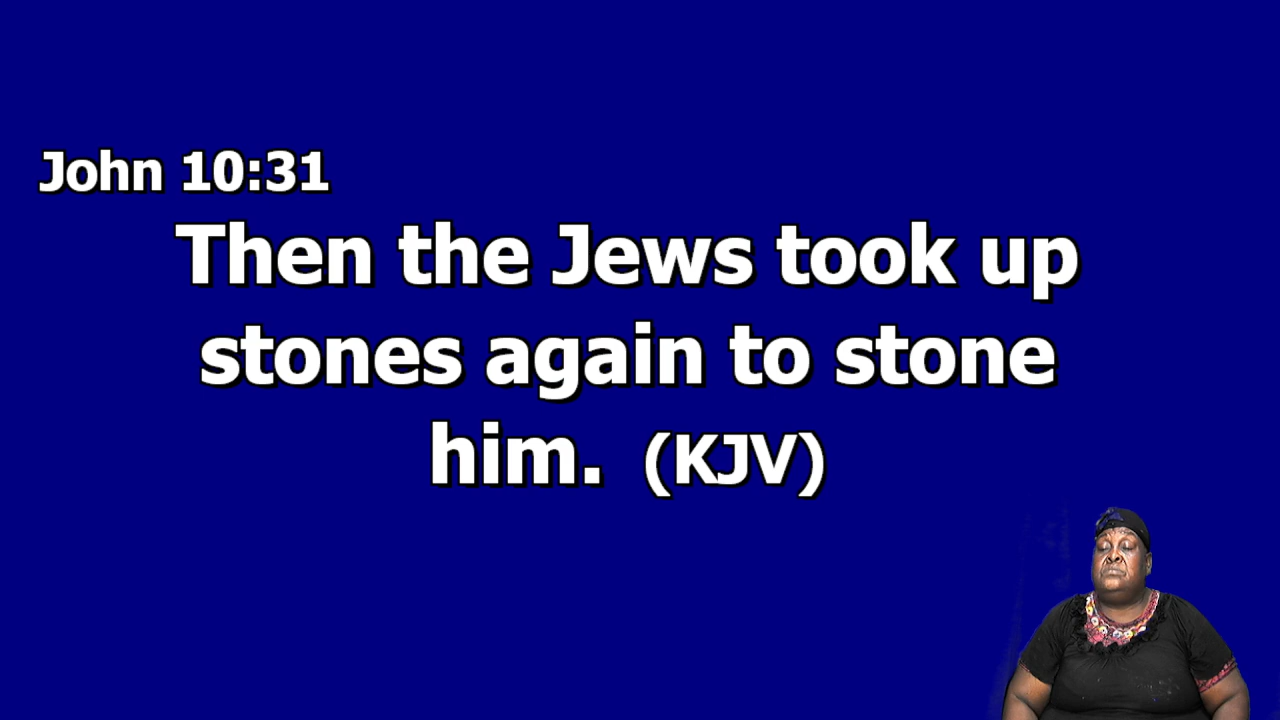 John 10:31
Then the Jews took up
stones again to stone
him. (KJV)